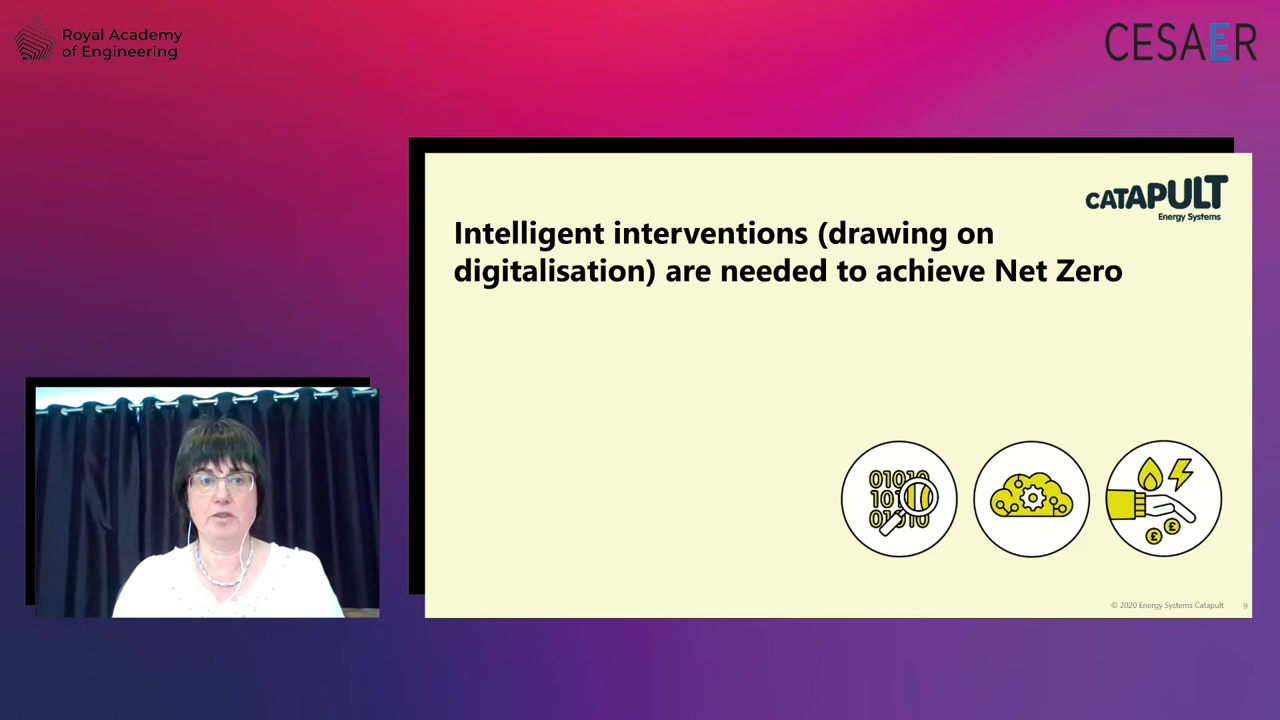 Royal Academy
of Engineering
CESAER
CATAPULT
Energy Systems
Intelligent interventions (drawing on
digitalisation) are needed to achieve Net Zero
01010
101
01010
£
£
© 2020 Energy Systems Catapult
9